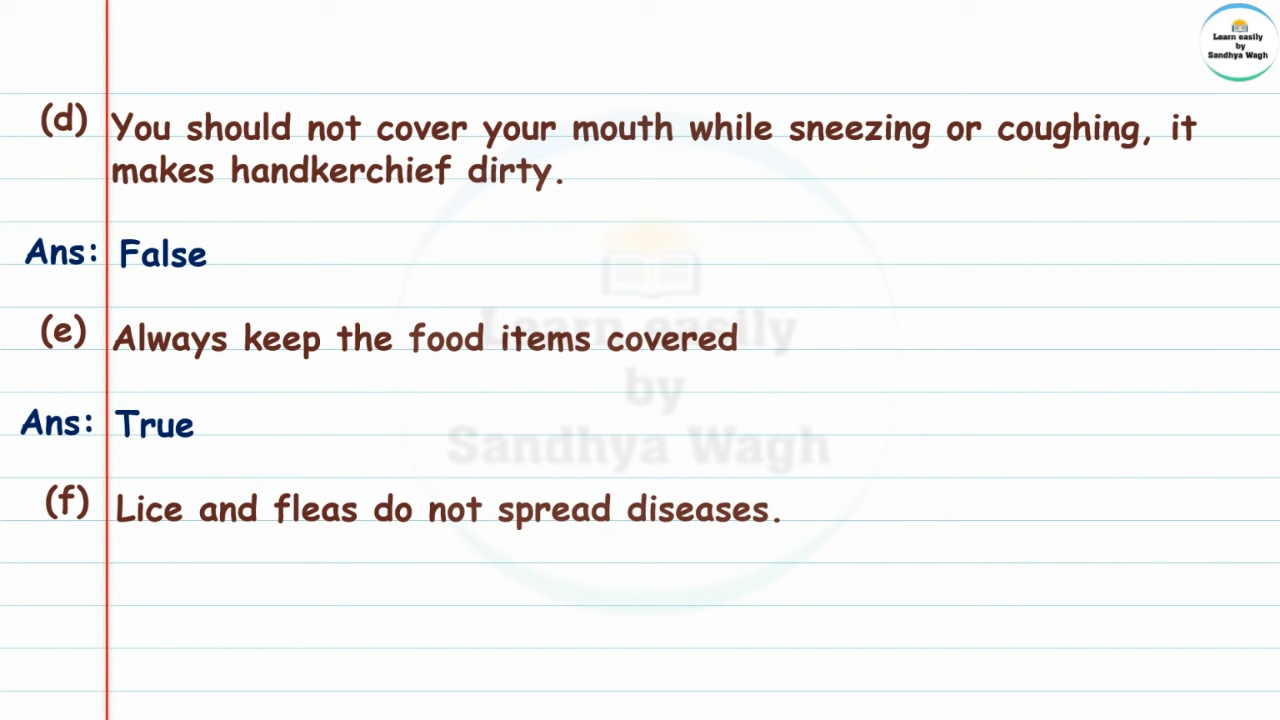 Learn easily
by
Sandhya Wagh
(d) You should not cover your mouth while sneezing or coughing, it
makes handkerchief dirty.
Ans: False
(e) Always keep the food items covered
Ans: True
(f) Lice and fleas do not spread diseases.
Learn easily
by
Sandhya Wagh